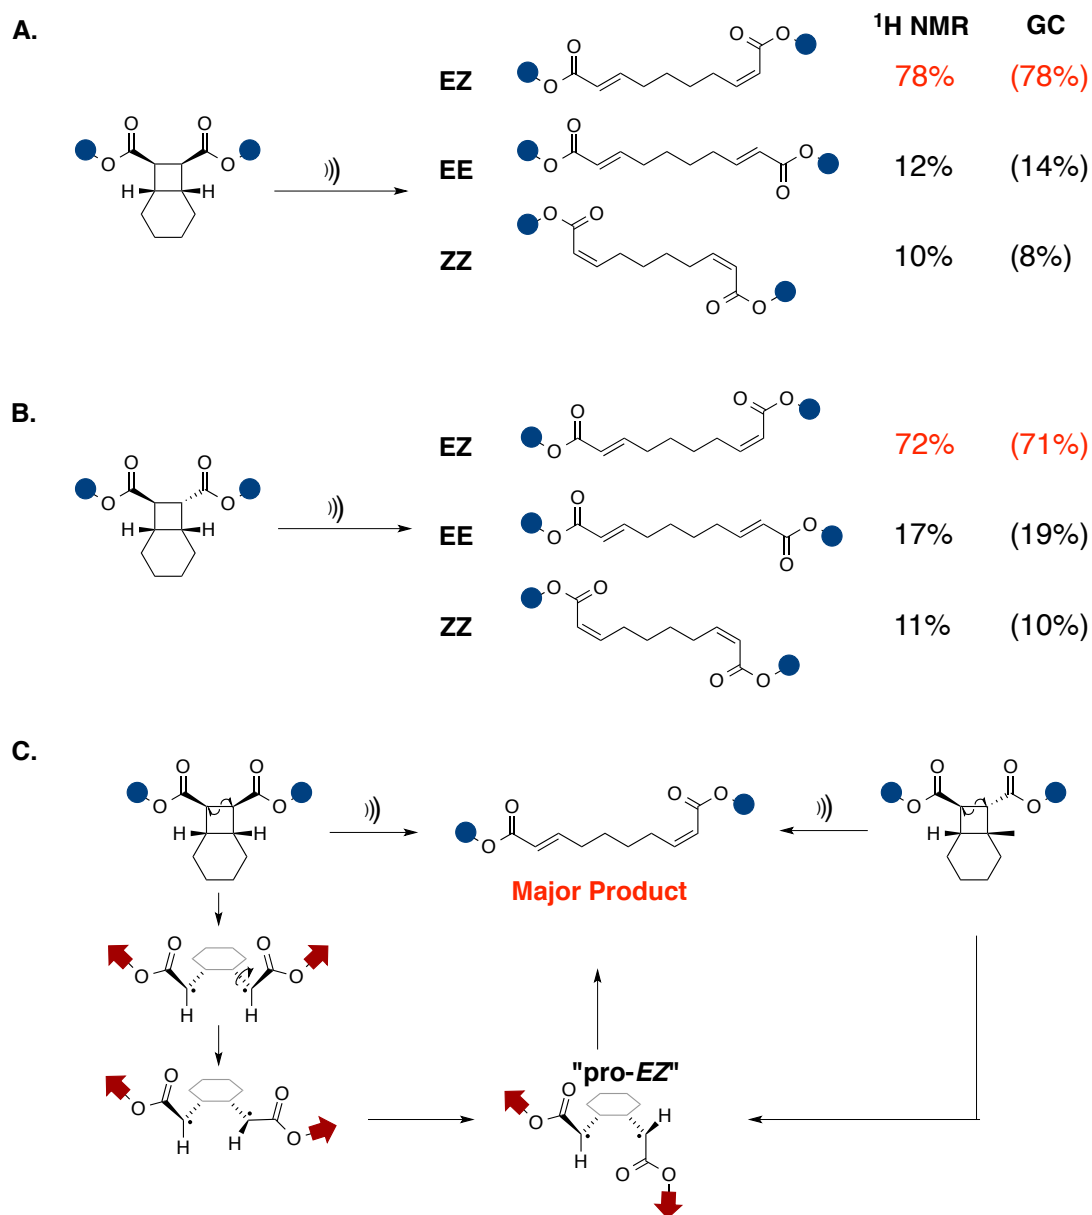 A.
¹H NMR GC
EZ 78% (78%)
EE 12% (14%)
ZZ 10% (8%)
B.
EZ 72% (71%)
EE 17% (19%)
ZZ 11% (10%)
C.
Major Product
"pro-EZ"
O O O O
H H
O O O O
O O O O
O O O O
O O O O
H H
O O O O
O O O O
O O O O
O O O O
H H
O O O O
O O O O
H
O O O O
H H
O O O O
H H
O O O O
H H